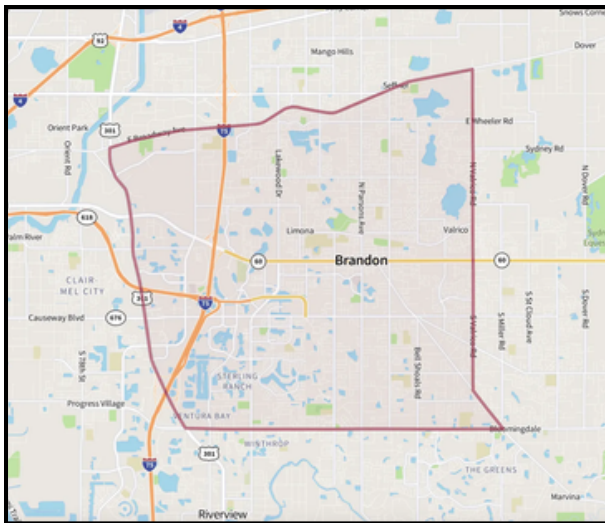 Snows Corner
4
92
Mango Hills
Dover
4
Seffner
Orient Park
301
E Broadway Ave
75
E Wheeler Rd
Orient Rd
Lakewood Dr
N Parsons Ave
N Valrico Rd
Sydney Rd
N Dover Rd
618
Palm River
Limona
Valrico
60
Brandon
60
CLAIR
MEL CITY
301
75
Causeway Blvd
676
S 78th St
Bell Shoals Rd
S Valrico Rd
S Miller Rd
S St Cloud Ave
S Dover Rd
STERLING
RANCH
Progress Village
VENTURA BAY
Bloomingdale
301
WINTHROP
75
THE GREENS
Marvina
Riverview